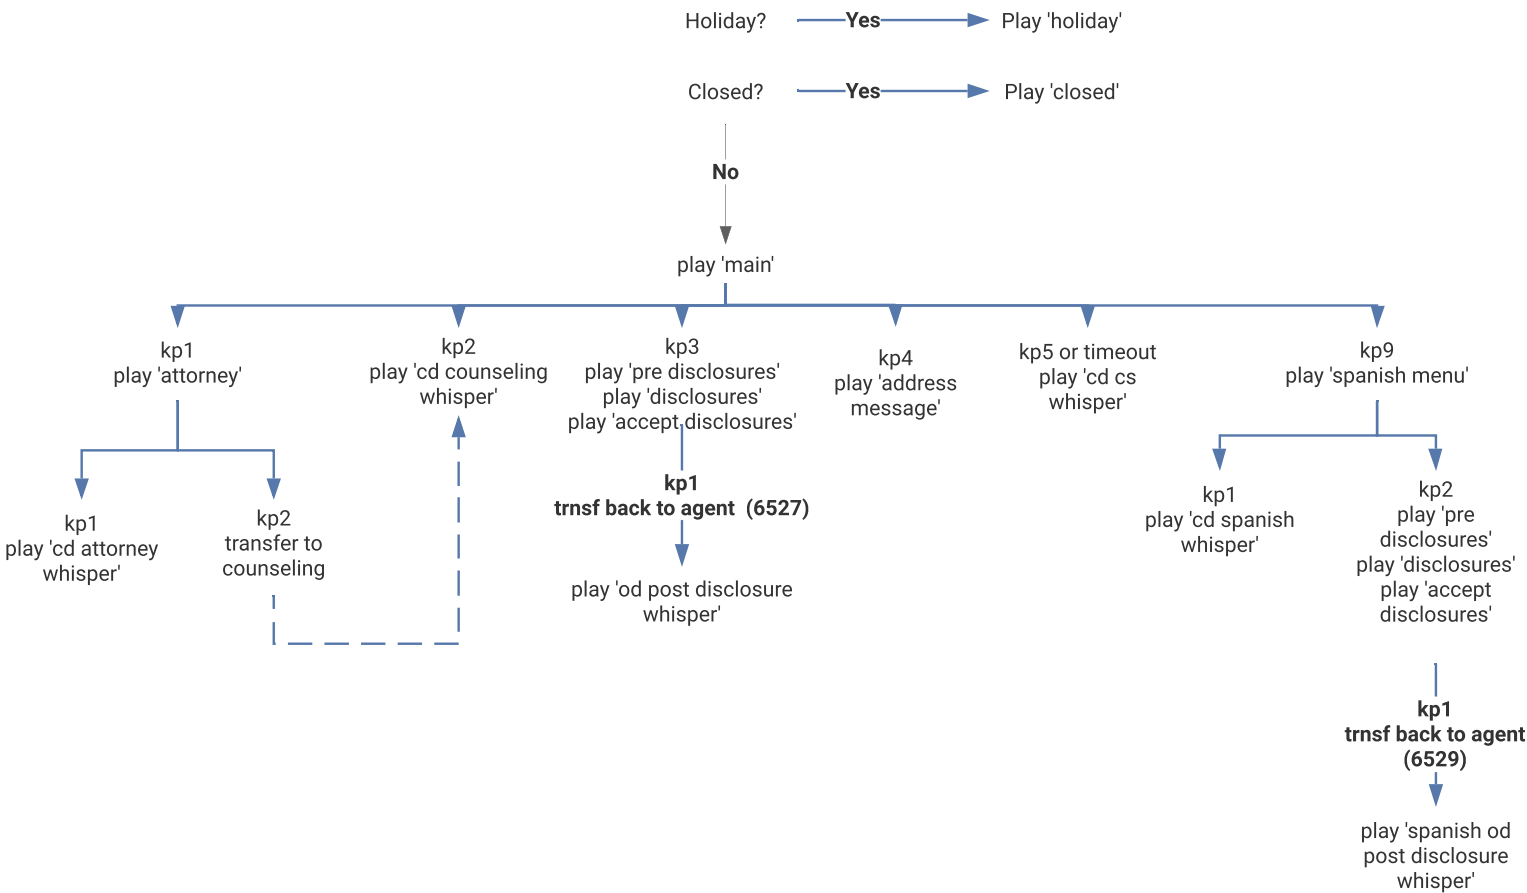 Holiday?
Yes
Play 'holiday'
Closed?
Yes
Play 'closed'
No
play 'main'
kp1
play 'attorney'
kp2
play 'cd counseling
whisper'
kp3
play 'pre disclosures'
play 'disclosures'
play 'accept disclosures'
kp4
play 'address
message'
kp5 or timeout
play 'cd cs
whisper'
kp9
play 'spanish menu'
kp1
play 'cd attorney
whisper'
kp2
transfer to
counseling
kp1
trnsf back to agent (6527)
play 'od post disclosure
whisper'
kp1
play 'cd spanish
whisper'
kp2
play 'pre
disclosures'
play 'disclosures'
play 'accept
disclosures'
kp1
trnsf back to agent
(6529)
play 'spanish od
post disclosure
whisper'